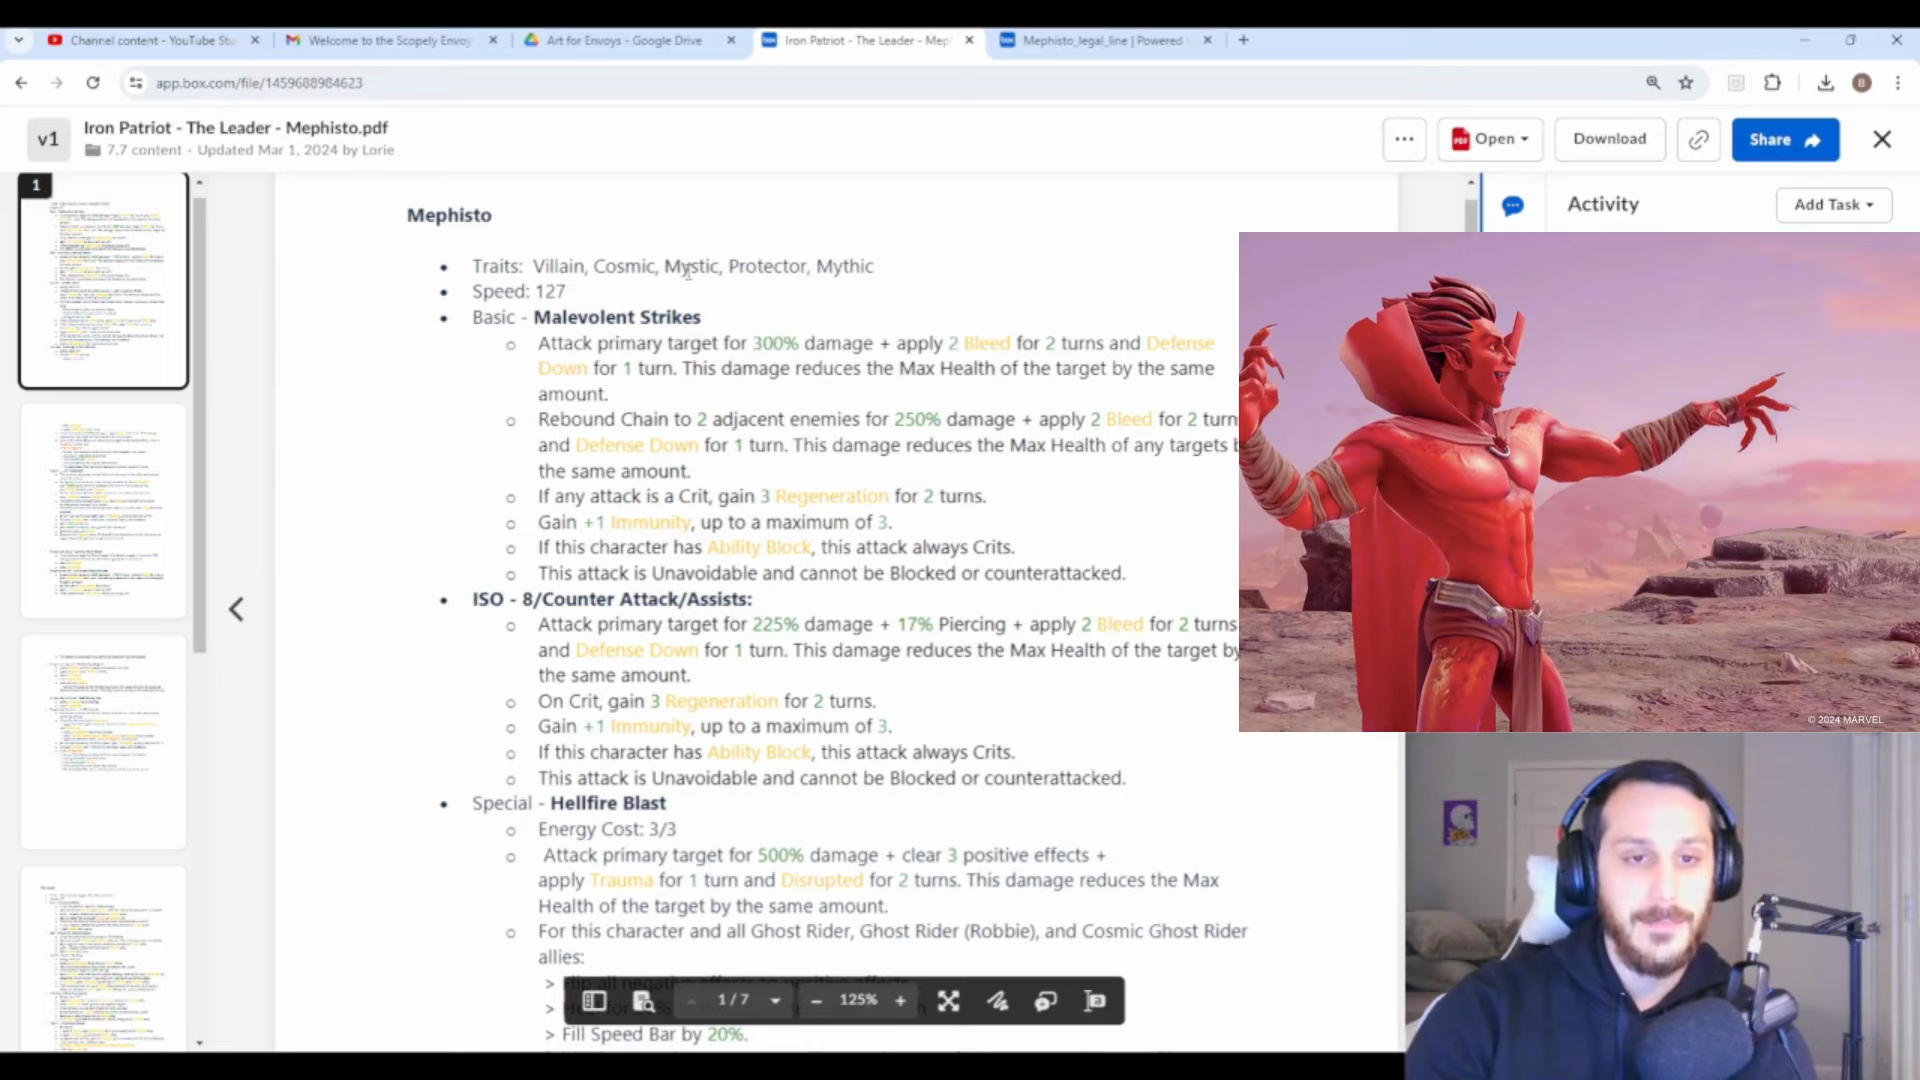 Channel content - YouTube Stu
Welcome to the Scopely Envoy
Art for Envoys - Google Drive
Iron Patriot - The Leader - Mep
Mephisto_legal_line | Powered
app.box.com/file/1459688984623
B
v1
Iron Patriot - The Leader - Mephisto.pdf
7.7 content · Updated Mar 1, 2024 by Lorie
PDF Open
Download
Share
1
Activity
Add Task
Mephisto
• Traits: Villain, Cosmic, Mystic, Protector, Mythic
• Speed: 127
• Basic - Malevolent Strikes
o Attack primary target for 300% damage + apply 2 Bleed for 2 turns and Defense
Down for 1 turn. This damage reduces the Max Health of the target by the same
amount.
o Rebound Chain to 2 adjacent enemies for 250% damage + apply 2 Bleed for 2 turn
and Defense Down for 1 turn. This damage reduces the Max Health of any targets
the same amount.
o If any attack is a Crit, gain 3 Regeneration for 2 turns.
o Gain +1 Immunity, up to a maximum of 3.
o If this character has Ability Block, this attack always Crits.
o This attack is Unavoidable and cannot be Blocked or counterattacked.
• ISO - 8/Counter Attack/Assists:
o Attack primary target for 225% damage + 17% Piercing + apply 2 Bleed for 2 turns
and Defense Down for 1 turn. This damage reduces the Max Health of the target by
the same amount.
o On Crit, gain 3 Regeneration for 2 turns.
o Gain +1 Immunity, up to a maximum of 3.
o If this character has Ability Block, this attack always Crits.
o This attack is Unavoidable and cannot be Blocked or counterattacked.
• Special - Hellfire Blast
o Energy Cost: 3/3
o Attack primary target for 500% damage + clear 3 positive effects +
apply Trauma for 1 turn and Disrupted for 2 turns. This damage reduces the Max
Health of the target by the same amount.
o For this character and all Ghost Rider, Ghost Rider (Robbie), and Cosmic Ghost Rider
allies:
> Fill Speed Bar by 20%.
1 / 7
125%
© 2024 MARVEL